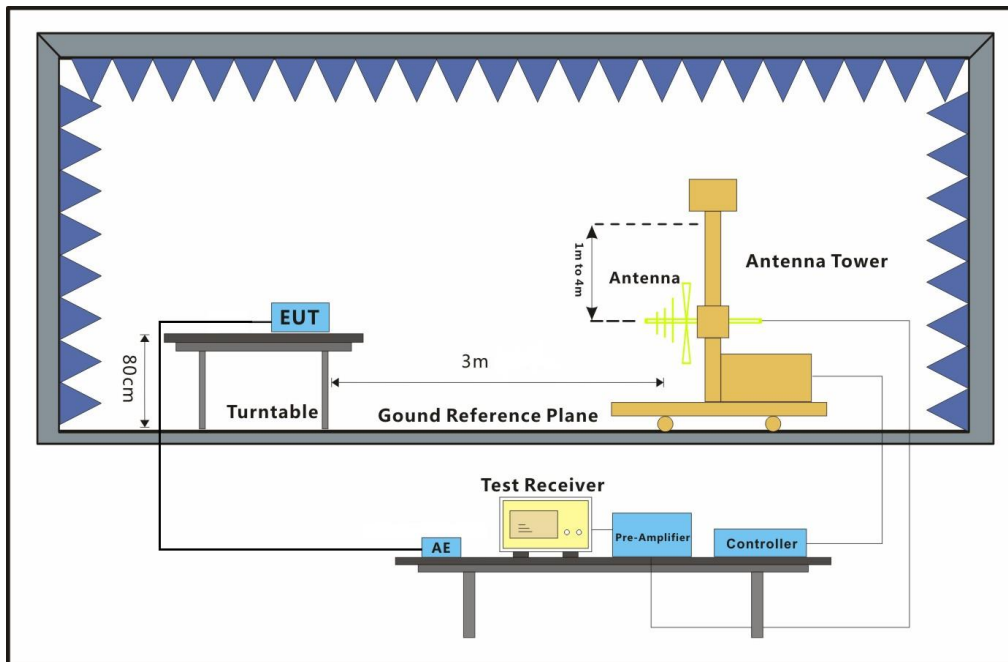 1m to 4m
Antenna
Antenna Tower
EUT
80cm
3m
Turntable
Gound Reference Plane
Test Receiver
AE
Pre-Amplifier
Controller